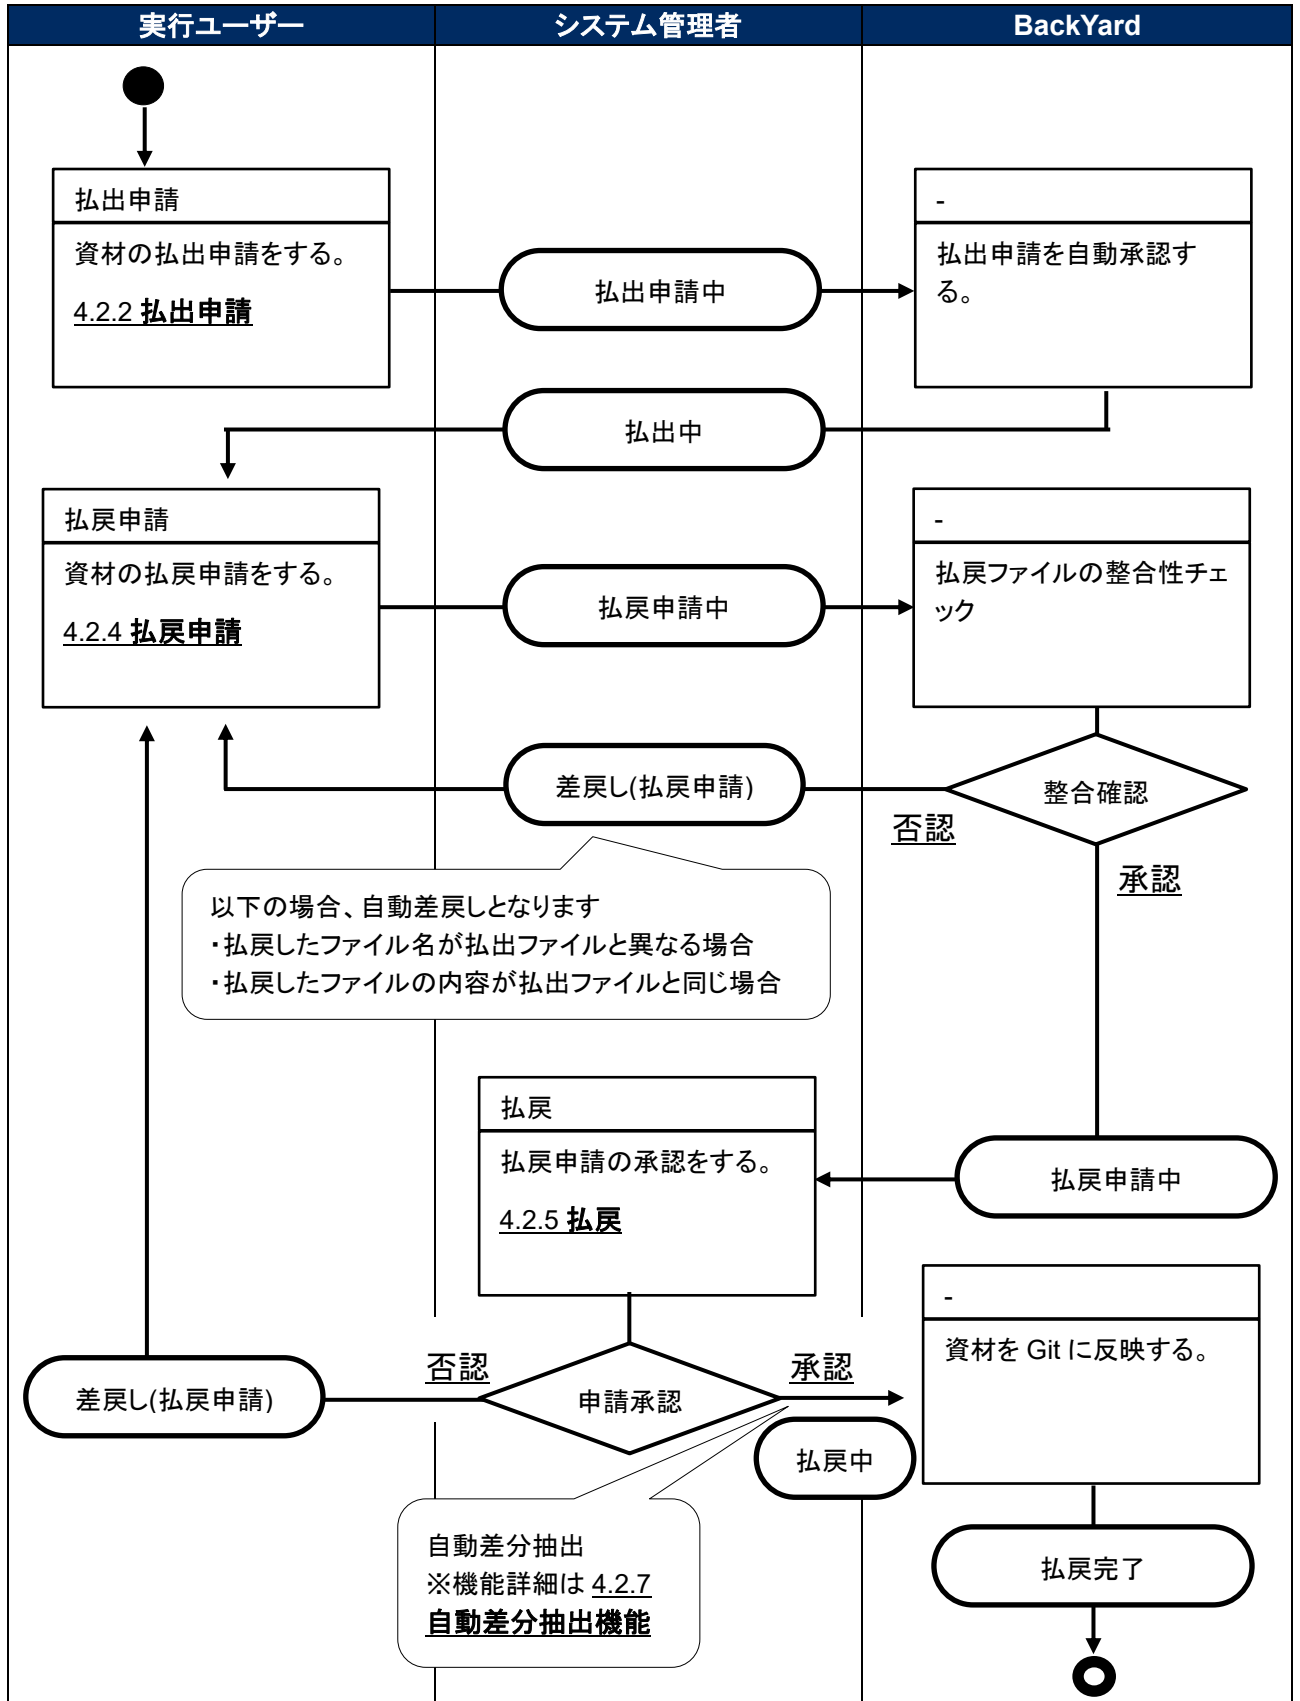 実行ユーザー
システム管理者
BackYard
払出申請
資材の払出申請をする。
4.2.2 払出申請
払出申請中
-
払出申請を自動承認す
る。
払出中
払戻申請
資材の払戻申請をする。
4.2.4 払戻申請
払戻申請中
-
払戻ファイルの整合性チェ
ック
差戻し(払戻申請)
整合確認
否認
承認
以下の場合、自動差戻しとなります
・払戻したファイル名が払出ファイルと異なる場合
・払戻したファイルの内容が払出ファイルと同じ場合
払戻
払戻申請の承認をする。
4.2.5 払戻
払戻申請中
-
資材を Git に反映する。
差戻し(払戻申請)
否認
申請承認
承認
払戻中
自動差分抽出
※機能詳細は 4.2.7
自動差分抽出機能
払戻完了